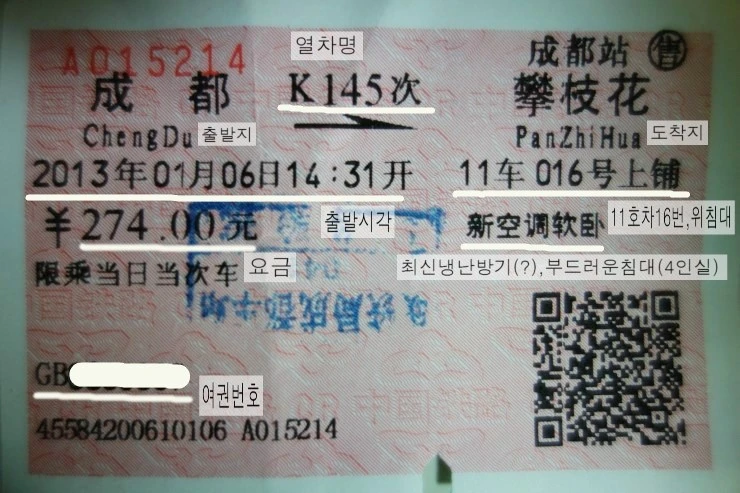 A015214 열차명 成都站 售
成都 K145次 攀枝花
ChengDu 출발지 PanZhiHua 도착지
2013年01月06日14:31开 11车016号上铺
¥274.00元 출발시각 新空调软卧 11호차16번,위침대
限乘当日当次车 요금 최신냉난방기(?),부드러운침대(4인실)
GB 여권번호
45584200610106 A015214